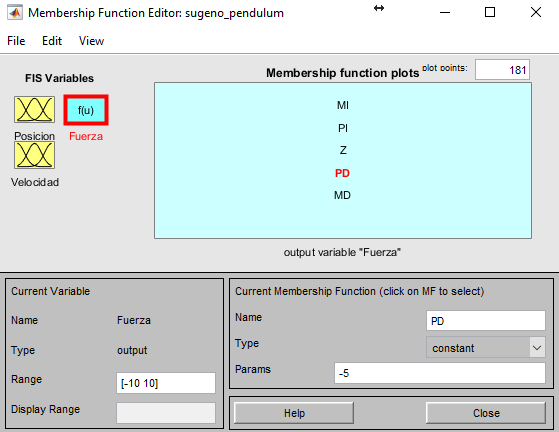 Membership Function Editor: sugeno_pendulum
File Edit View
FIS Variables
Membership function plots
plot points:
181
f(u)
Posicion
Fuerza
Velocidad
MI
PI
Z
PD
MD
output variable "Fuerza"
Current Variable
Name Fuerza
Type output
Range [-10 10]
Display Range
Current Membership Function (click on MF to select)
Name PD
Type constant
Params -5
Help Close